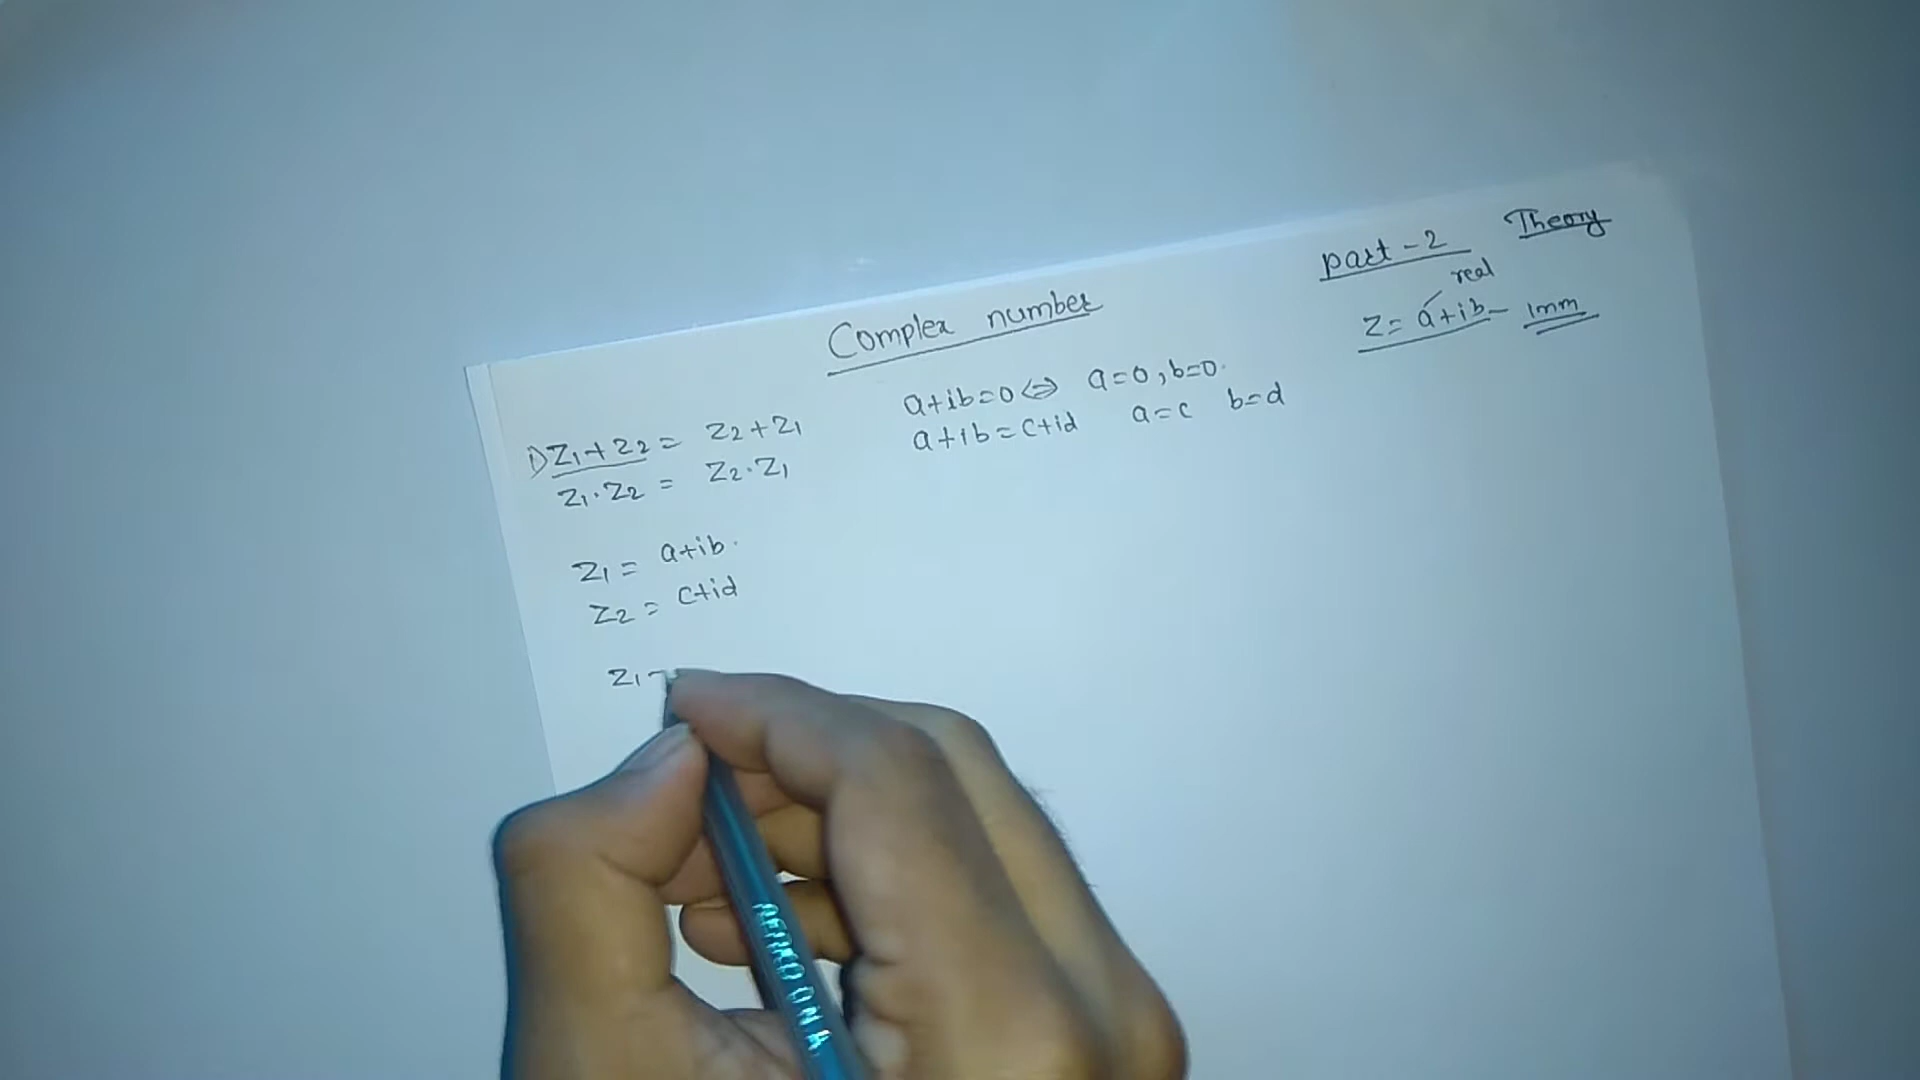 Theory
part-2
real
Z= a+ib- Imm
Complex number
a+ib=0⇔ a=0,b=0.
a+ib=c+id a=c b=d
1) Z1+Z2= Z2+Z1
Z1.Z2 = Z2.Z1
Z1= a+ib.
Z2= c+id
Z1-